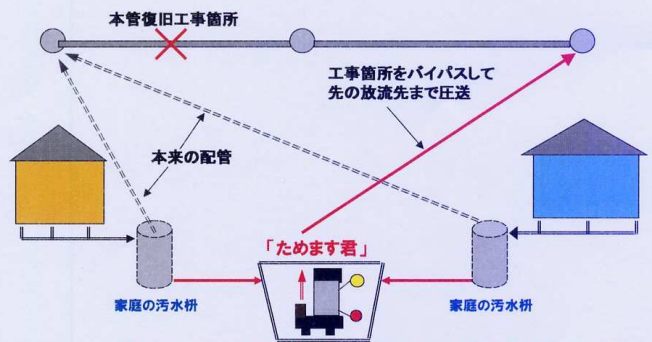 本管復旧工事箇所
工事箇所をバイパスして
先の放流先まで圧送
本来の配管
「ためます君」
家庭の汚水枡
家庭の汚水枡